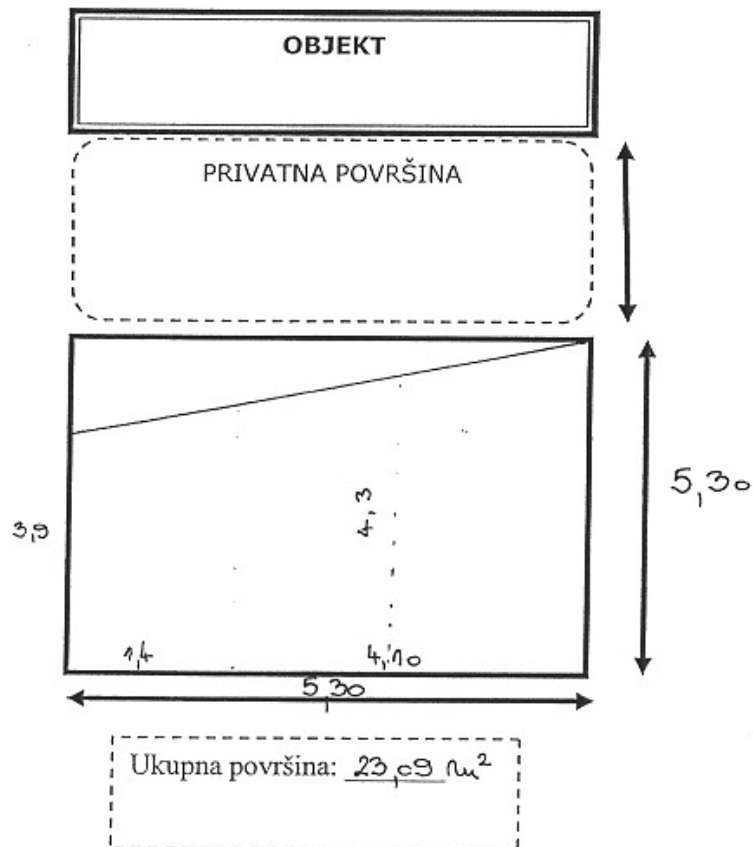 OBJEKT
PRIVATNA POVRŠINA
5,30
3,9
4,3
1,4
4,10
5,30
Ukupna površina: 23,09 m²